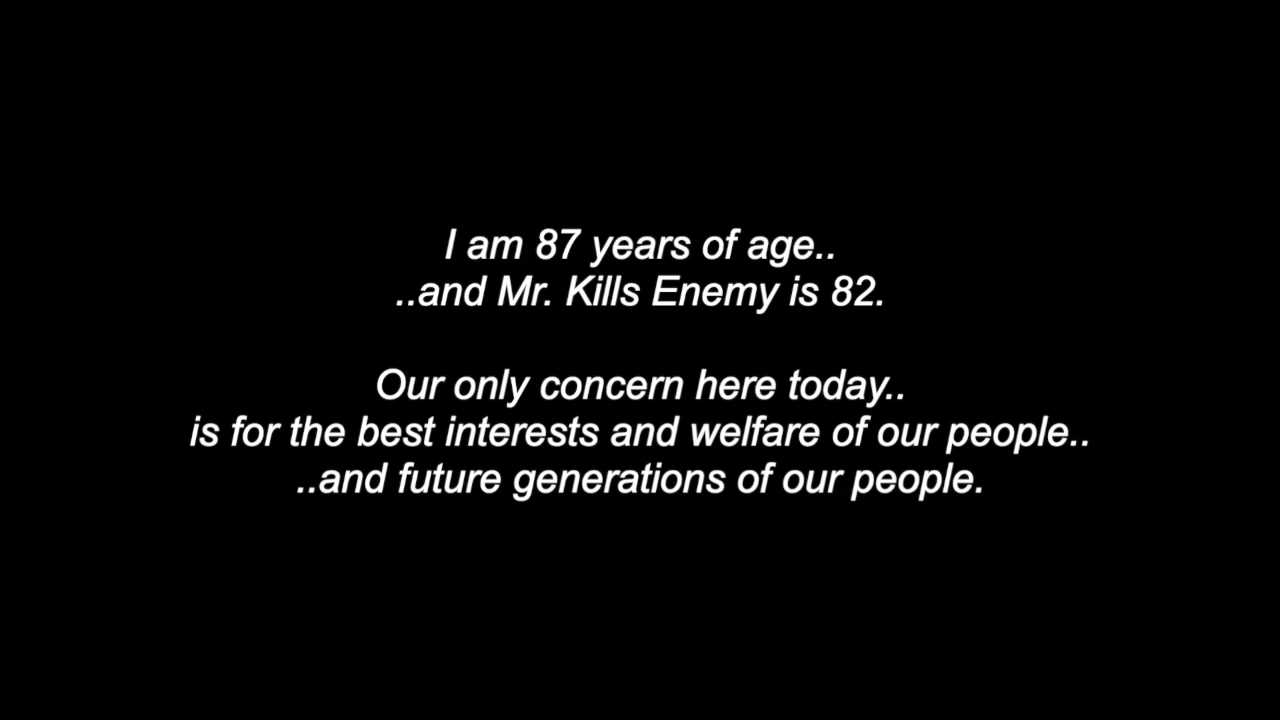 I am 87 years of age..
..and Mr. Kills Enemy is 82.
Our only concern here today..
is for the best interests and welfare of our people..
..and future generations of our people.